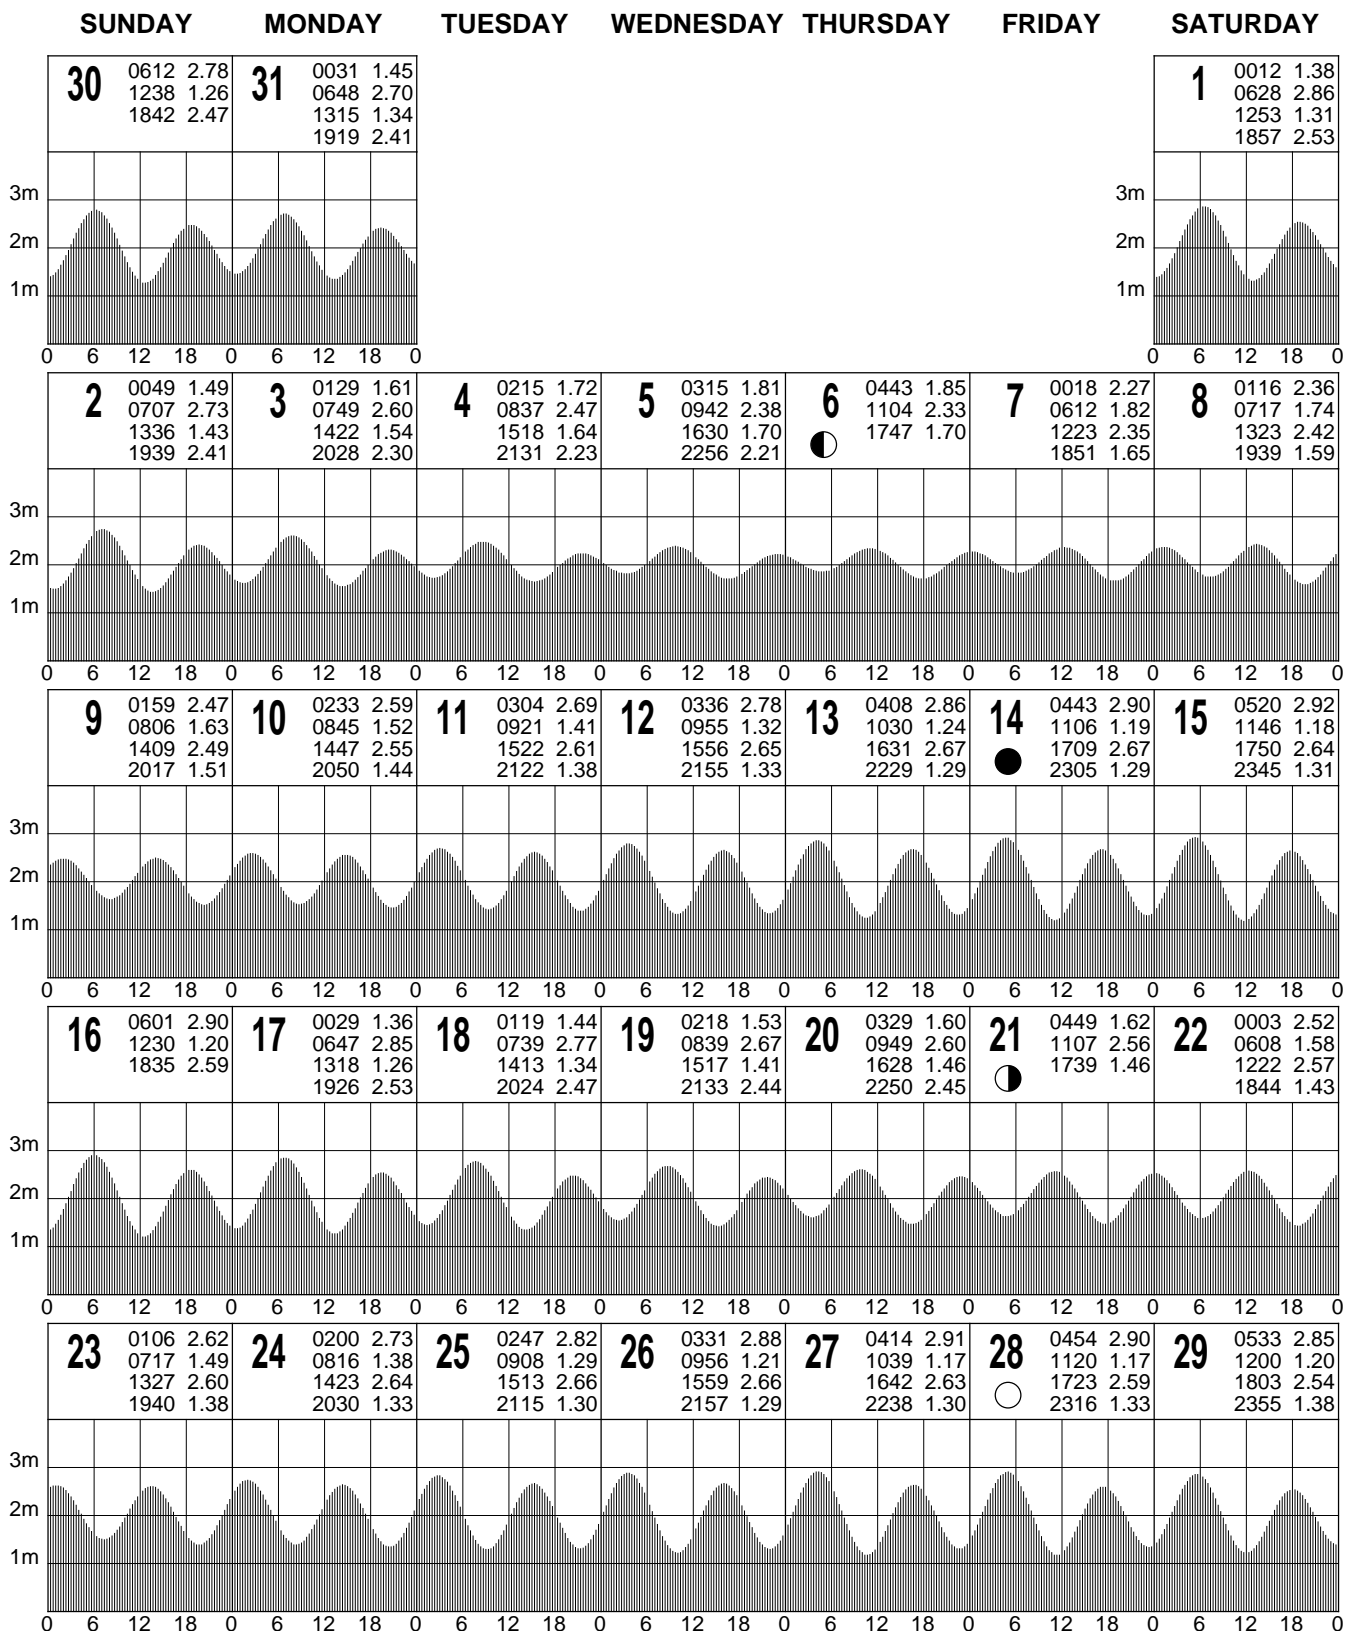 SUNDAY MONDAY TUESDAY WEDNESDAY THURSDAY FRIDAY SATURDAY
30 0612 2.78 31 0031 1.45 1 0012 1.38
1238 1.26 0648 2.70 0628 2.86
1842 2.47 1315 1.34 1253 1.31
1919 2.41 1857 2.53
3m 3m
2m 2m
1m 1m
0 6 12 18 0 6 12 18 0 0 6 12 18 0
2 0049 1.49 3 0129 1.61 4 0215 1.72 5 0315 1.81 6 0443 1.85 7 0018 2.27 8 0116 2.36
0707 2.73 0749 2.60 0837 2.47 0942 2.38 1104 2.33 0612 1.82 0717 1.74
1336 1.43 1422 1.54 1518 1.64 1630 1.70 1747 1.70 1223 2.35 1323 2.42
1939 2.41 2028 2.30 2131 2.23 2256 2.21 1851 1.65 1939 1.59
3m
2m
1m
0 6 12 18 0 6 12 18 0 6 12 18 0 6 12 18 0 6 12 18 0 6 12 18 0 6 12 18 0
9 0159 2.47 10 0233 2.59 11 0304 2.69 12 0336 2.78 13 0408 2.86 14 0443 2.90 15 0520 2.92
0806 1.63 0845 1.52 0921 1.41 0955 1.32 1030 1.24 1106 1.19 1146 1.18
1409 2.49 1447 2.55 1522 2.61 1556 2.65 1631 2.67 1709 2.67 1750 2.64
2017 1.51 2050 1.44 2122 1.38 2155 1.33 2229 1.29 2305 1.29 2345 1.31
3m
2m
1m
0 6 12 18 0 6 12 18 0 6 12 18 0 6 12 18 0 6 12 18 0 6 12 18 0 6 12 18 0
16 0601 2.90 17 0029 1.36 18 0119 1.44 19 0218 1.53 20 0329 1.60 21 0449 1.62 22 0003 2.52
1230 1.20 0647 2.85 0739 2.77 0839 2.67 0949 2.60 1107 2.56 0608 1.58
1835 2.59 1318 1.26 1413 1.34 1517 1.41 1628 1.46 1739 1.46 1222 2.57
1926 2.53 2024 2.47 2133 2.44 2250 2.45 1844 1.43
3m
2m
1m
0 6 12 18 0 6 12 18 0 6 12 18 0 6 12 18 0 6 12 18 0 6 12 18 0 6 12 18 0
23 0106 2.62 24 0200 2.73 25 0247 2.82 26 0331 2.88 27 0414 2.91 28 0454 2.90 29 0533 2.85
0717 1.49 0816 1.38 0908 1.29 0956 1.21 1039 1.17 1120 1.17 1200 1.20
1327 2.60 1423 2.64 1513 2.66 1559 2.66 1642 2.63 1723 2.59 1803 2.54
1940 1.38 2030 1.33 2115 1.30 2157 1.29 2238 1.30 2316 1.33 2355 1.38
3m
2m
1m
0 6 12 18 0 6 12 18 0 6 12 18 0 6 12 18 0 6 12 18 0 6 12 18 0 6 12 18 0